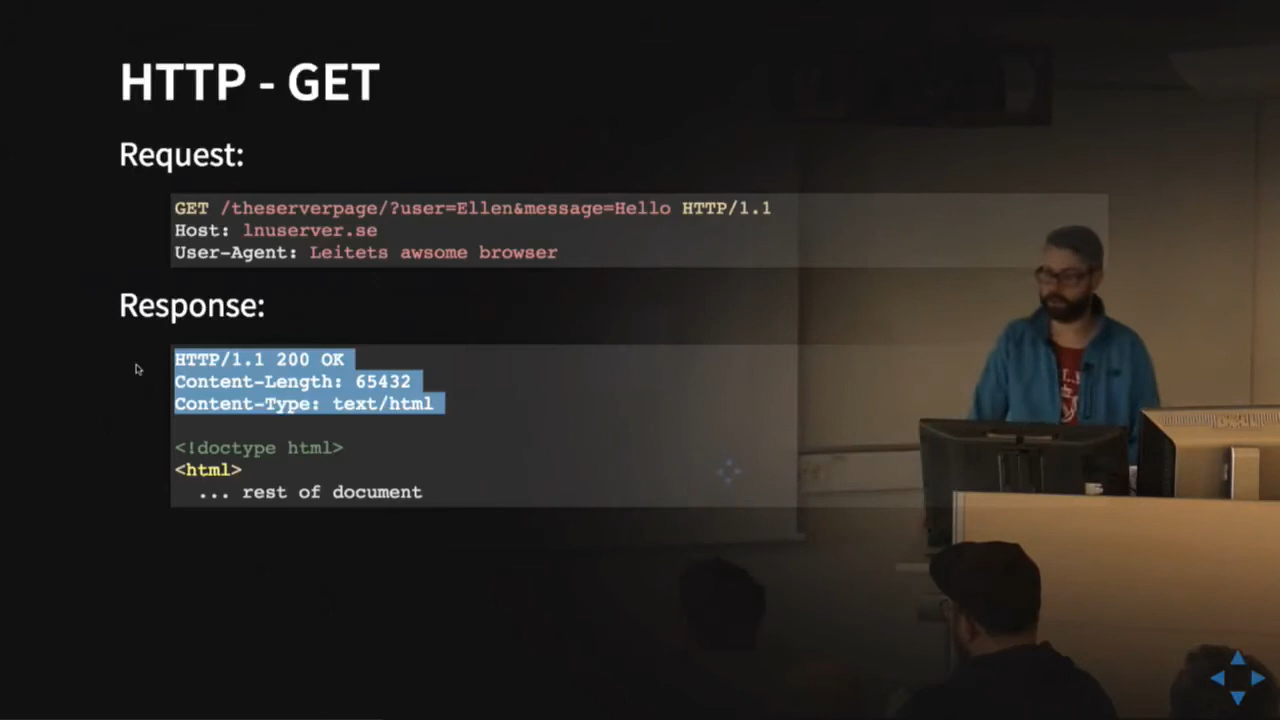 HTTP - GET
Request:
GET /theserverpage/?user=Ellen&message=Hello HTTP/1.1
Host: lnuserver.se
User-Agent: Leitets awsome browser
Response:
HTTP/1.1 200 OK
Content-Length: 65432
Content-Type: text/html
<!doctype html>
<html>
... rest of document